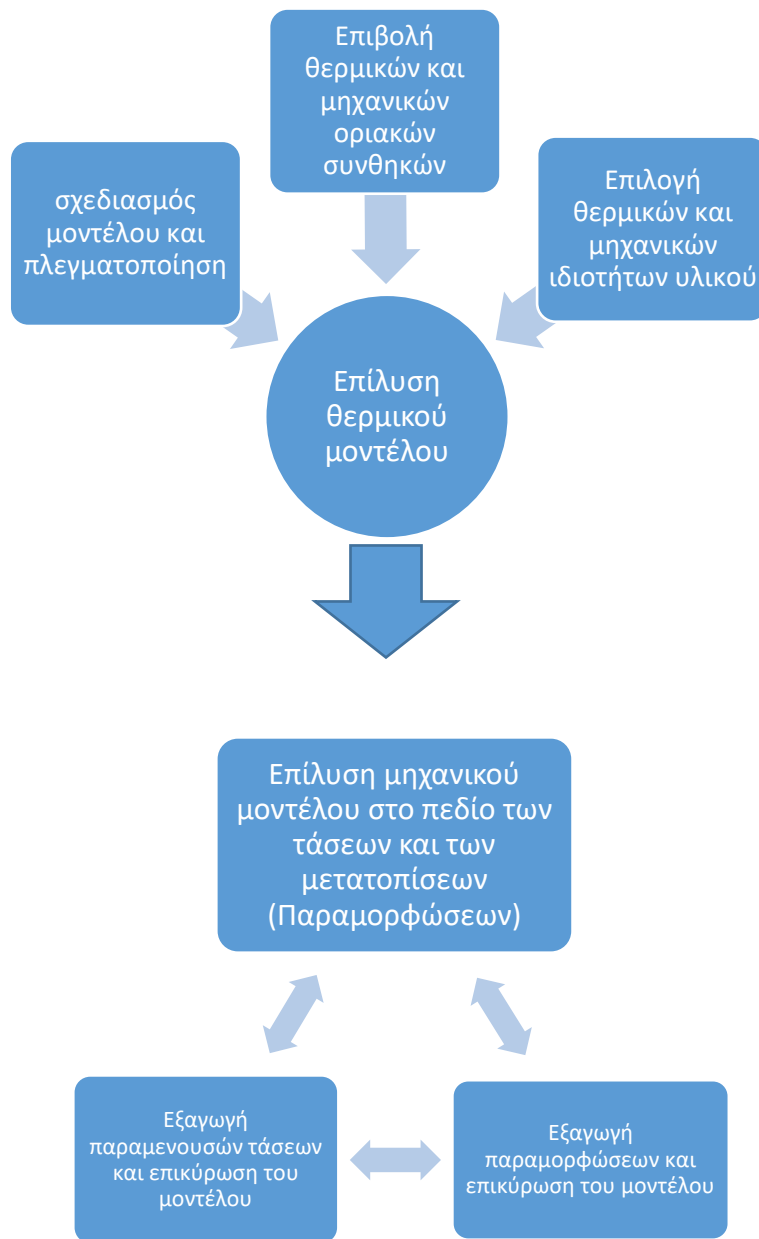 Επιβολή
θερμικών και
μηχανικών
οριακών
συνθηκών
σχεδιασμός
μοντέλου και
πλεγματοποίηση
Επιλογή
θερμικών και
μηχανικών
ιδιοτήτων υλικού
Επίλυση
θερμικού
μοντέλου
Επίλυση μηχανικού
μοντέλου στο πεδίο των
τάσεων και των
μετατοπίσεων
(Παραμορφώσεων)
Εξαγωγή
παραμενουσών τάσεων
και επικύρωση του
μοντέλου
Εξαγωγή
παραμορφώσεων και
επικύρωση του μοντέλου